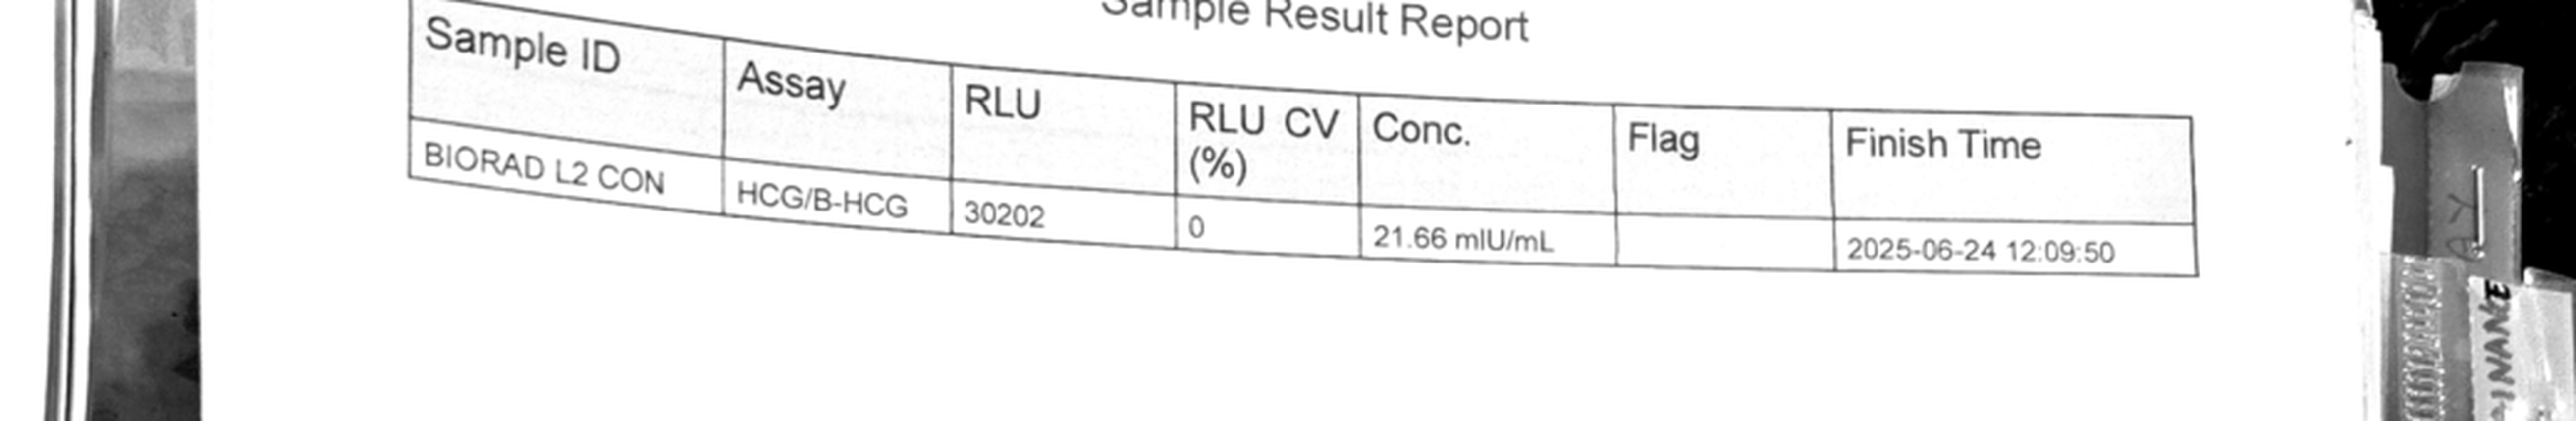 Sample Result Report
Sample ID Assay RLU RLU CV (%) Conc. Flag Finish Time
BIORAD L2 CON HCG/B-HCG 30202 0 21.66 mIU/mL 2025-06-24 12:09:50